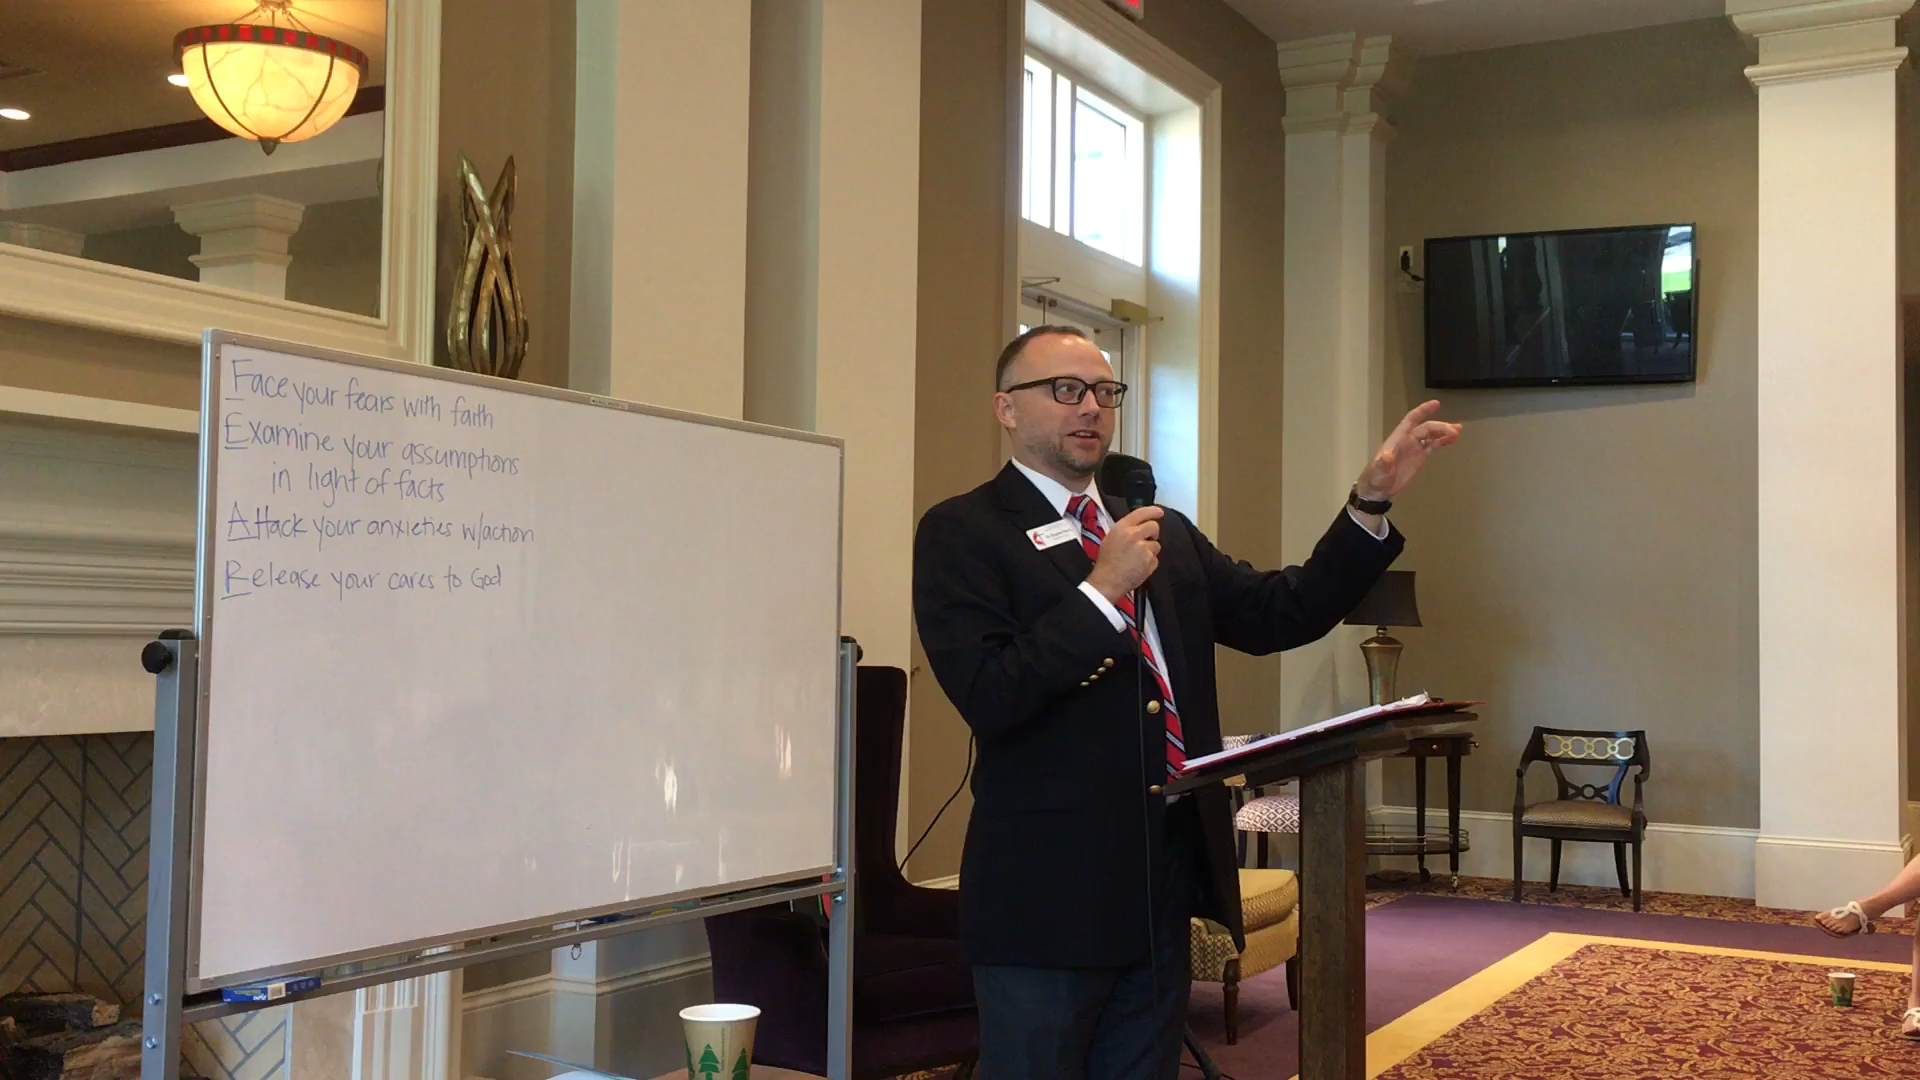 Face your fears with faith
Examine your assumptions
in light of facts
Attack your anxieties w/action
Release your cares to God